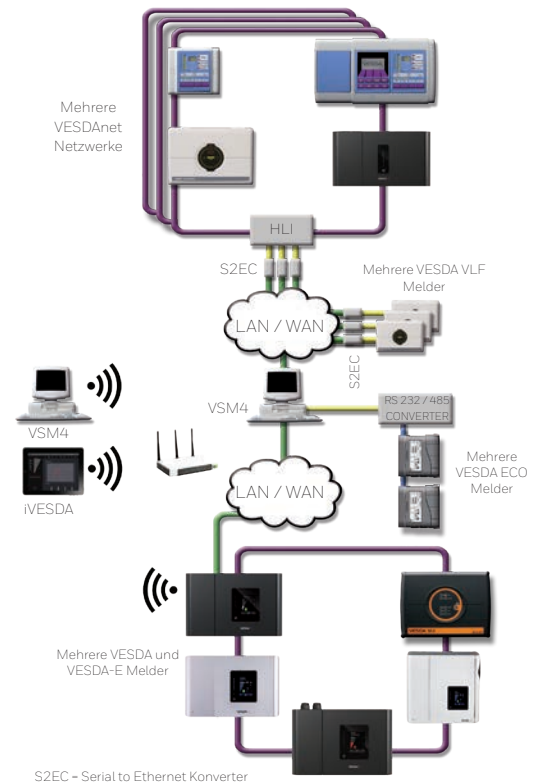 Mehrere
VESDAnet
Netzwerke
HLI
S2EC
Mehrere VESDA VLF
Melder
LAN / WAN
S2EC
VSM4
RS 232 / 485
CONVERTER
VSM4
Mehrere
VESDA ECO
Melder
iVESDA
LAN / WAN
Mehrere VESDA und
VESDA-E Melder
S2EC – Serial to Ethernet Konverter